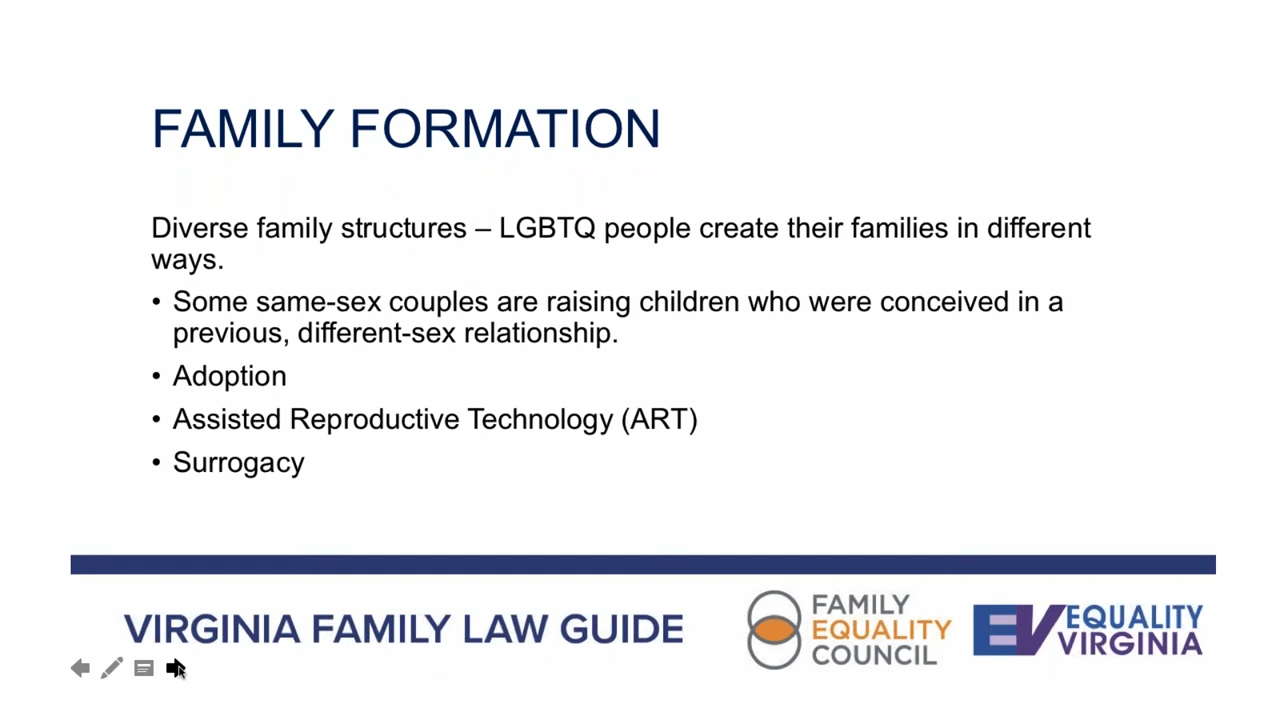 FAMILY FORMATION
Diverse family structures – LGBTQ people create their families in different
ways.
• Some same-sex couples are raising children who were conceived in a
previous, different-sex relationship.
• Adoption
• Assisted Reproductive Technology (ART)
• Surrogacy
VIRGINIA FAMILY LAW GUIDE
FAMILY
EQUALITY
COUNCIL
EV EQUALITY
VIRGINIA